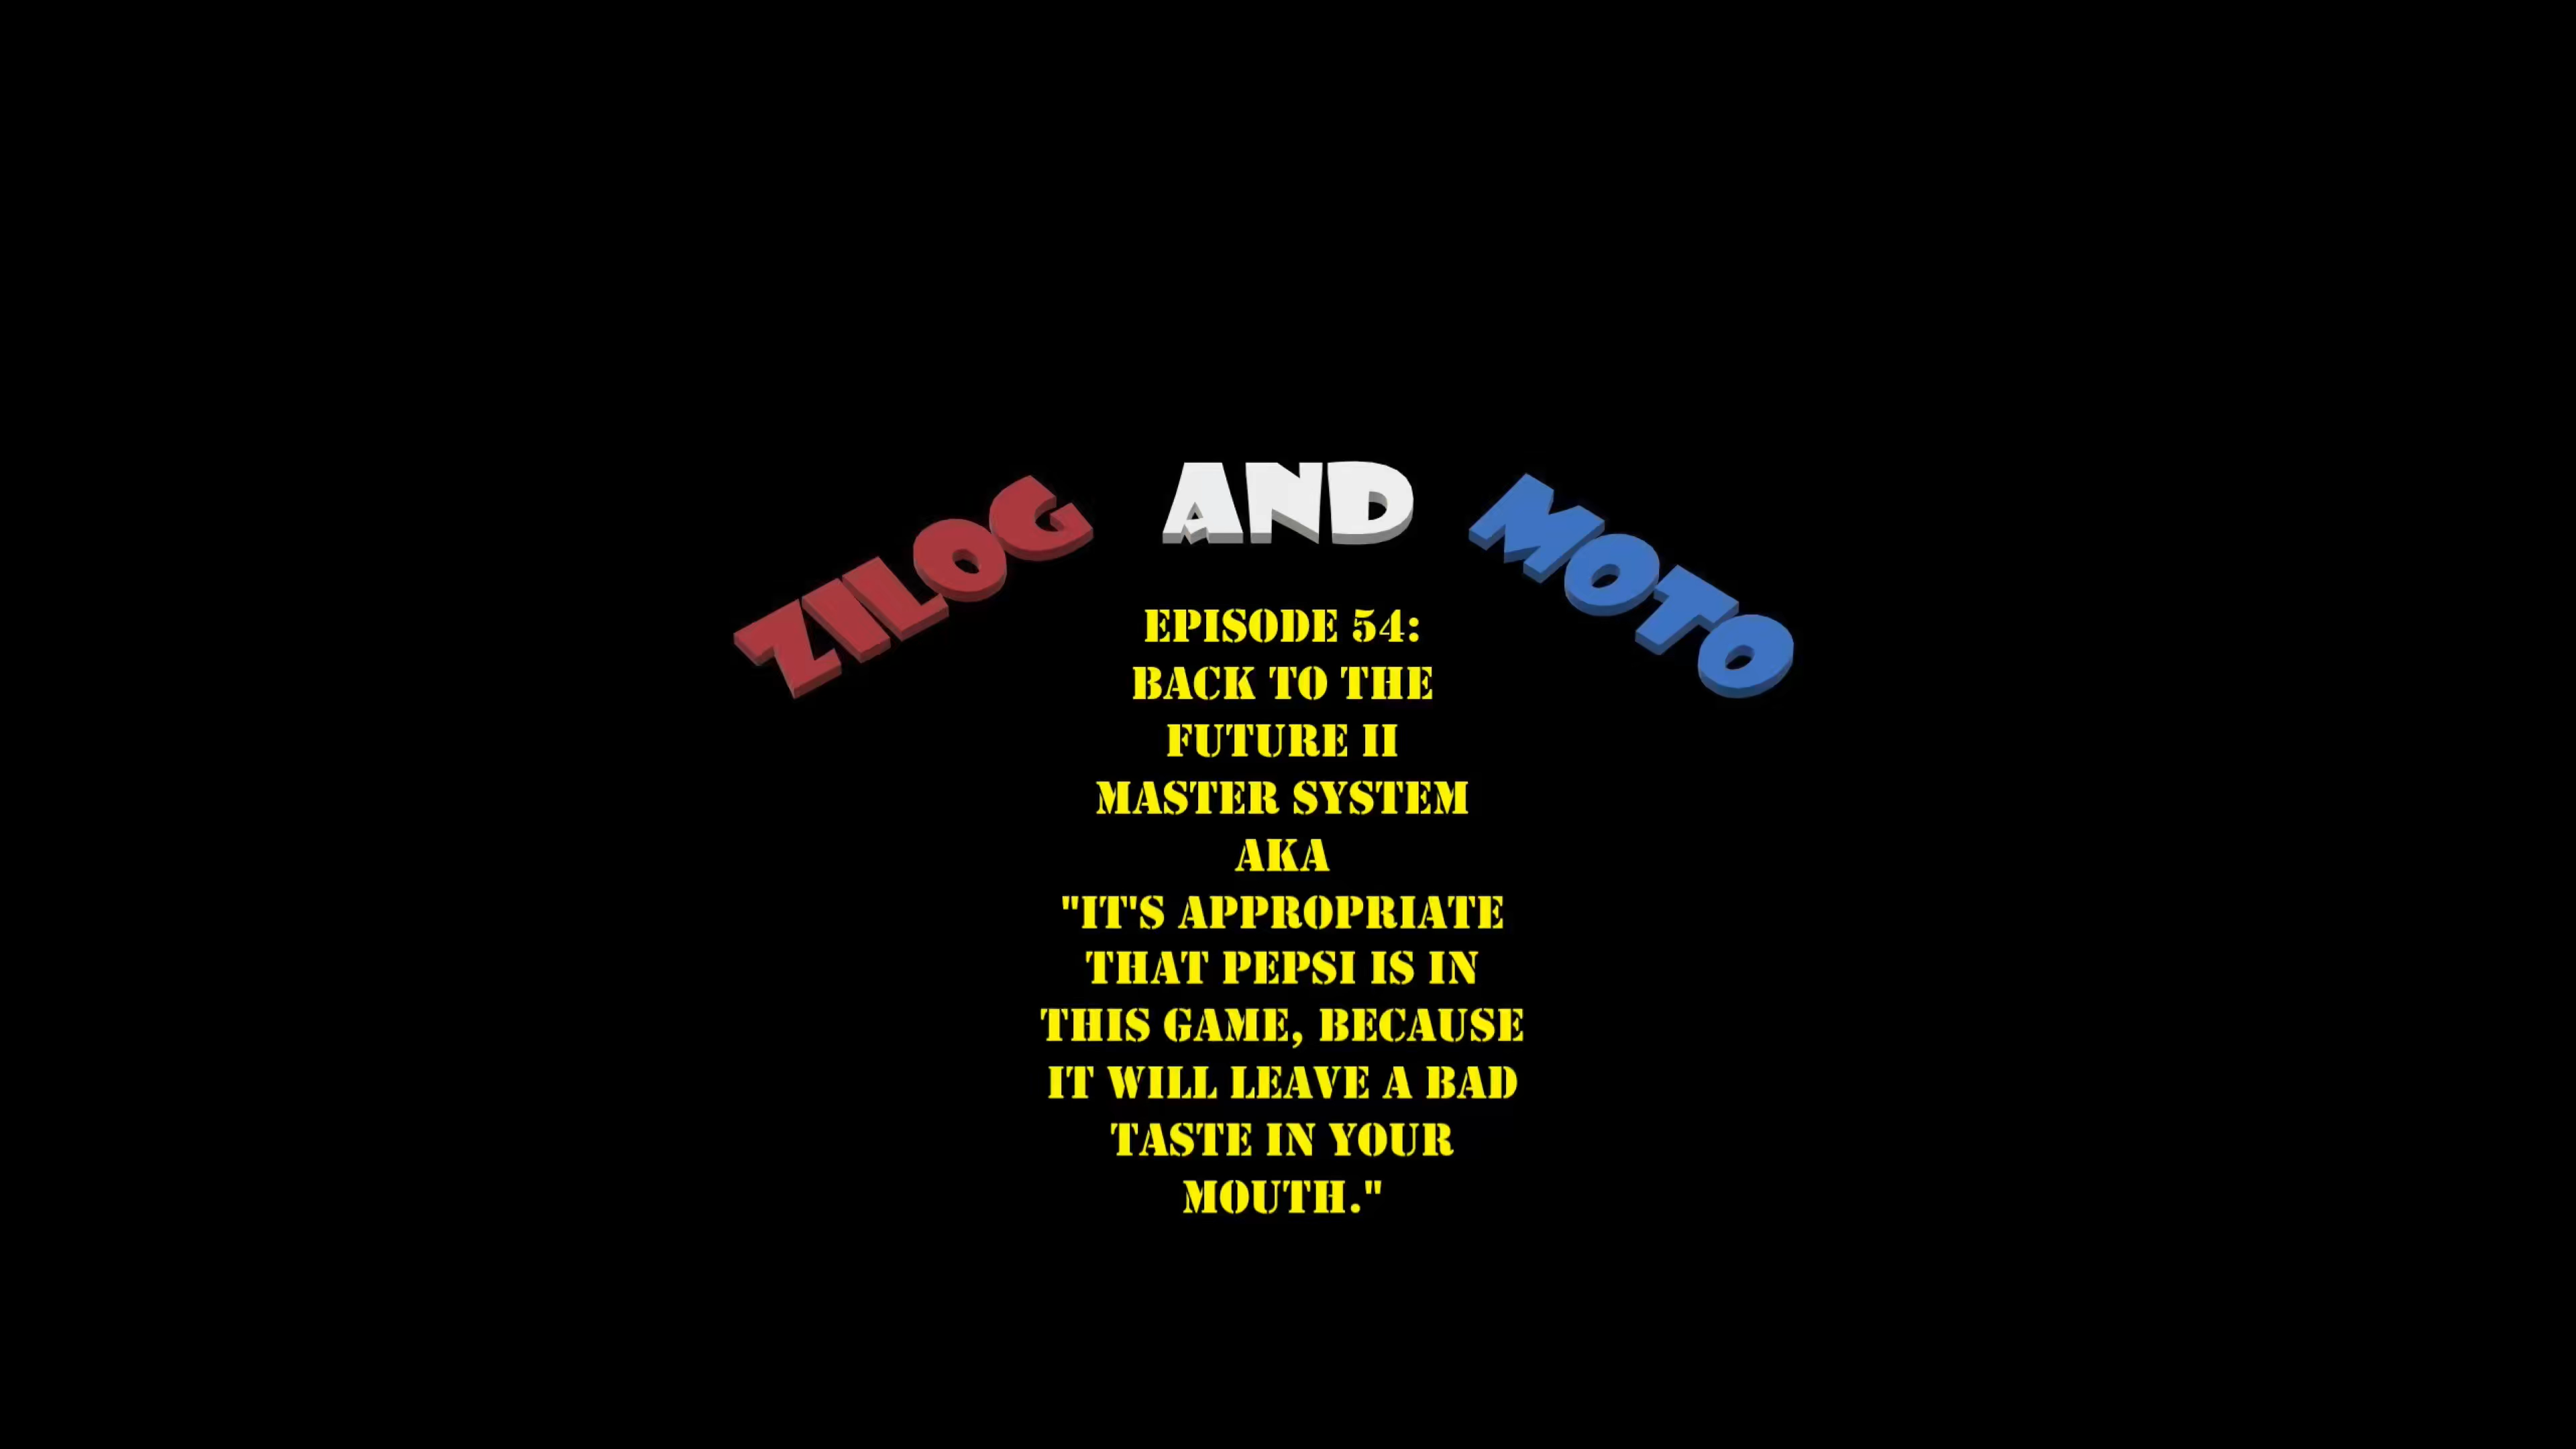 ZILOG AND MOTO
EPISODE 54:
BACK TO THE
FUTURE II
MASTER SYSTEM
AKA
"IT'S APPROPRIATE
THAT PEPSI IS IN
THIS GAME, BECAUSE
IT WILL LEAVE A BAD
TASTE IN YOUR
MOUTH."